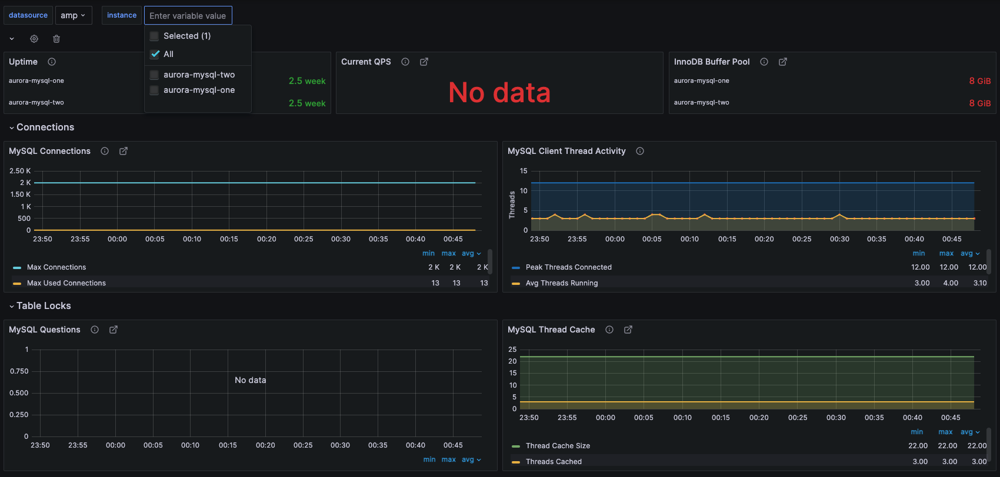 datasource amp instance Enter variable value
Selected (1)
All
aurora-mysql-two
aurora-mysql-one
Uptime
aurora-mysql-one 2.5 week
aurora-mysql-two 2.5 week
Current QPS
No data
InnoDB Buffer Pool
aurora-mysql-one 8 GiB
aurora-mysql-two 8 GiB
Connections
MySQL Connections
2.50 K
2 K
1.50 K
1 K
500
0
23:50 23:55 00:00 00:05 00:10 00:15 00:20 00:25 00:30 00:35 00:40 00:45
min max avg
Max Connections 2 K 2 K 2 K
Max Used Connections 13 13 13
MySQL Client Thread Activity
Threads
15
10
5
0
23:50 23:55 00:00 00:05 00:10 00:15 00:20 00:25 00:30 00:35 00:40 00:45
min max avg
Peak Threads Connected 12.00 12.00 12.00
Avg Threads Running 3.00 4.00 3.10
Table Locks
MySQL Questions
1
0.750
0.500
0.250
0
No data
23:50 23:55 00:00 00:05 00:10 00:15 00:20 00:25 00:30 00:35 00:40 00:45
min max avg
MySQL Thread Cache
25
20
15
10
5
0
23:50 23:55 00:00 00:05 00:10 00:15 00:20 00:25 00:30 00:35 00:40 00:45
min max avg
Thread Cache Size 22.00 22.00 22.00
Threads Cached 3.00 3.00 3.00